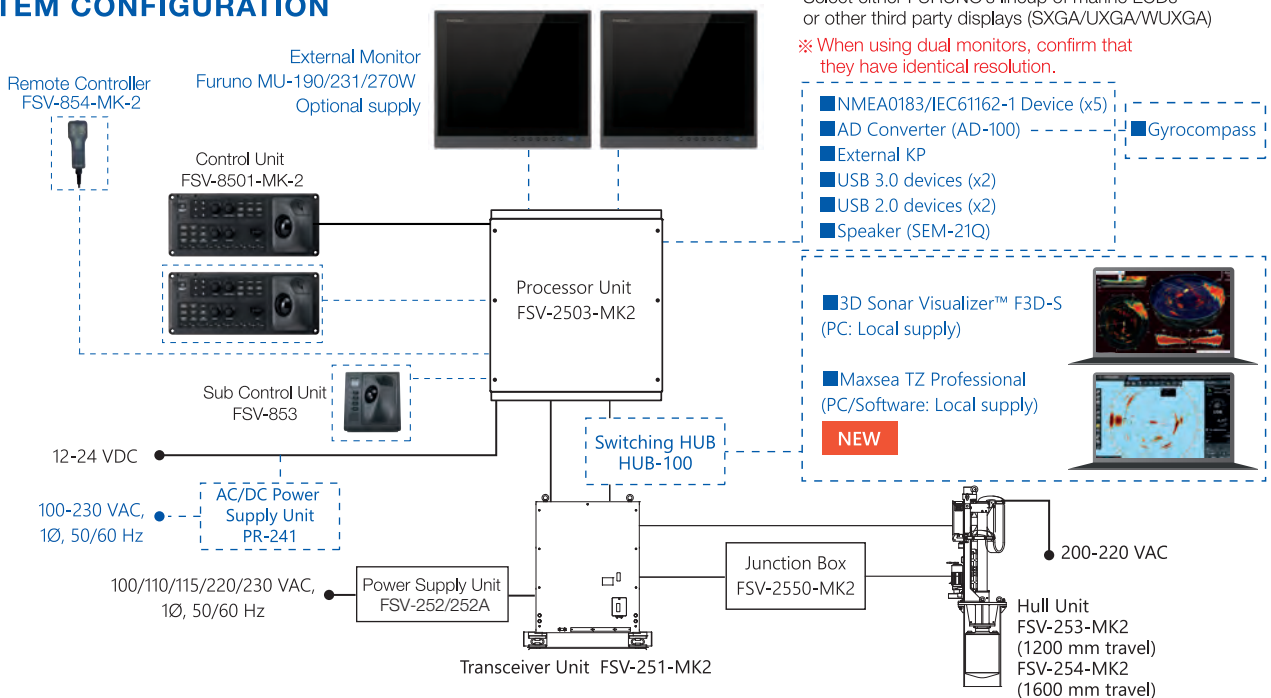 TEM CONFIGURATION
or other third party displays (SXGA/UXGA/WUXGA)
※ When using dual monitors, confirm that
they have identical resolution.
External Monitor
Furuno MU-190/231/270W
Optional supply
Remote Controller
FSV-854-MK-2
Control Unit
FSV-8501-MK-2
■NMEA0183/IEC61162-1 Device (x5)
■AD Converter (AD-100)
■Gyrocompass
■External KP
■USB 3.0 devices (x2)
■USB 2.0 devices (x2)
■Speaker (SEM-21Q)
Processor Unit
FSV-2503-MK2
■3D Sonar Visualizer™ F3D-S
(PC: Local supply)
■Maxsea TZ Professional
(PC/Software: Local supply)
NEW
Sub Control Unit
FSV-853
Switching HUB
HUB-100
12-24 VDC
AC/DC Power
Supply Unit
PR-241
100-230 VAC,
1Ø, 50/60 Hz
200-220 VAC
Junction Box
FSV-2550-MK2
100/110/115/220/230 VAC,
1Ø, 50/60 Hz
Power Supply Unit
FSV-252/252A
Hull Unit
FSV-253-MK2
(1200 mm travel)
FSV-254-MK2
(1600 mm travel)
Transceiver Unit FSV-251-MK2